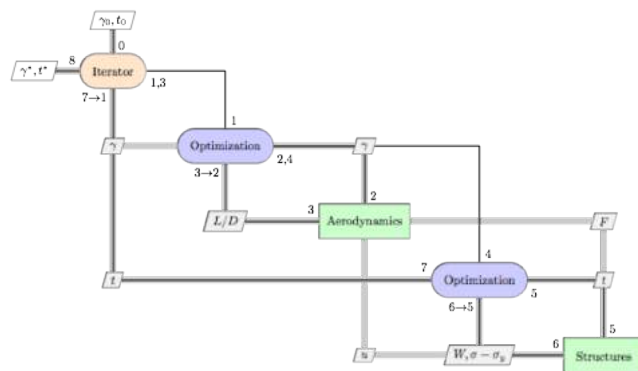 γ₀, t₀
0
8
γ*, t*
Iterator
1,3
7→1
1
γ
Optimization
γ
2,4
3→2
2
L/D
3
Aerodynamics
F
4
7
t
Optimization
t
5
6→5
5
6
u
W, σ − σ_y
Structures